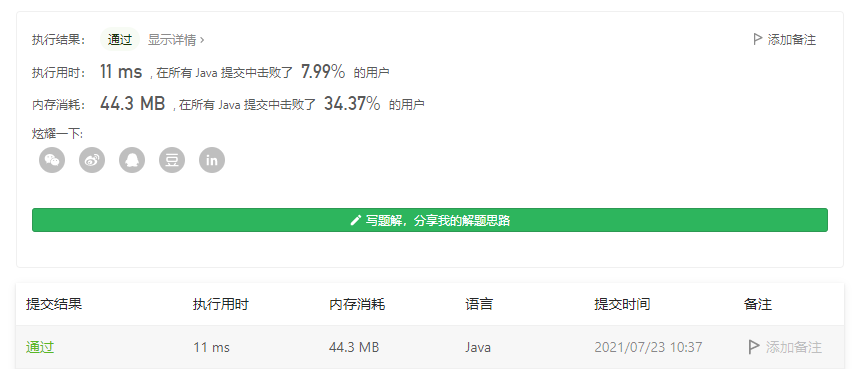 执行结果： 通过 显示详情 › 添加备注
执行用时： 11 ms ，在所有 Java 提交中击败了 7.99% 的用户
内存消耗： 44.3 MB ，在所有 Java 提交中击败了 34.37% 的用户
炫耀一下:
豆 in
写题解，分享我的解题思路
提交结果 执行用时 内存消耗 语言 提交时间 备注
通过 11 ms 44.3 MB Java 2021/07/23 10:37 添加备注